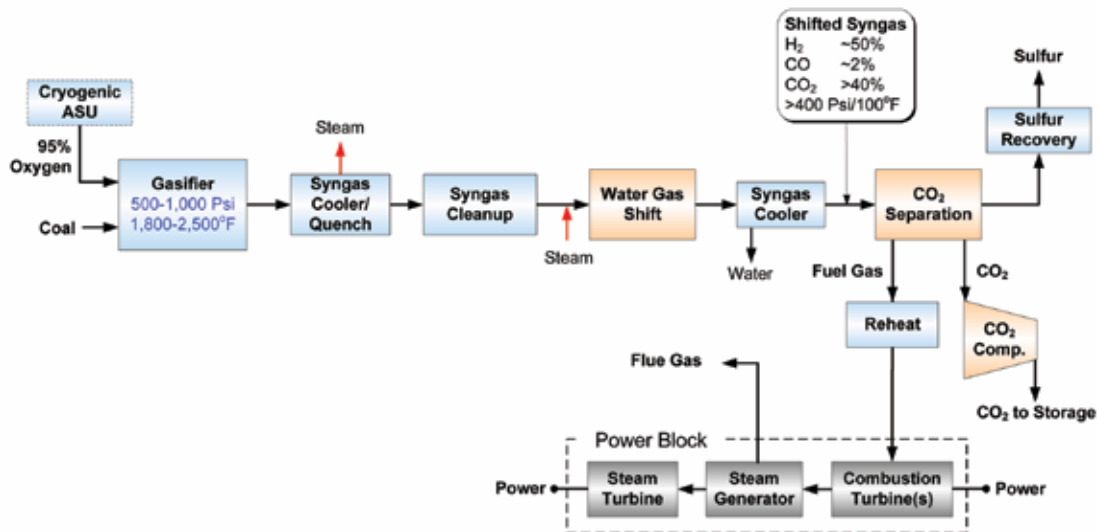 Shifted Syngas
H₂ ~50%
CO ~2%
CO₂ >40%
>400 Psi/100°F
Sulfur
Cryogenic
ASU
Steam
Sulfur
Recovery
95%
Oxygen
Gasifier
500-1,000 Psi
1,800-2,500°F
Syngas
Cooler/
Quench
Syngas
Cleanup
Water Gas
Shift
Syngas
Cooler
CO₂
Separation
Coal
Steam
Water
Fuel Gas
CO₂
Reheat
CO₂
Comp.
Flue Gas
CO₂ to Storage
Power Block
Power
Steam
Turbine
Steam
Generator
Combustion
Turbine(s)
Power